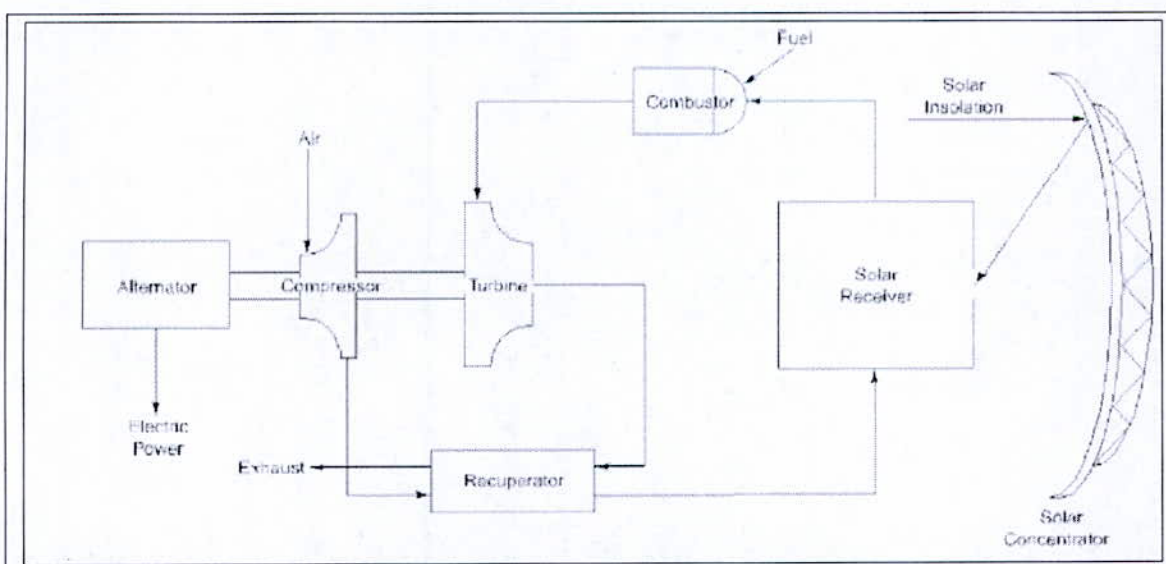 Fuel
Combustor
Solar
Insolation
Air
Alternator
Compressor
Turbine
Solar
Receiver
Electric
Power
Exhaust
Recuperator
Solar
Concentrator